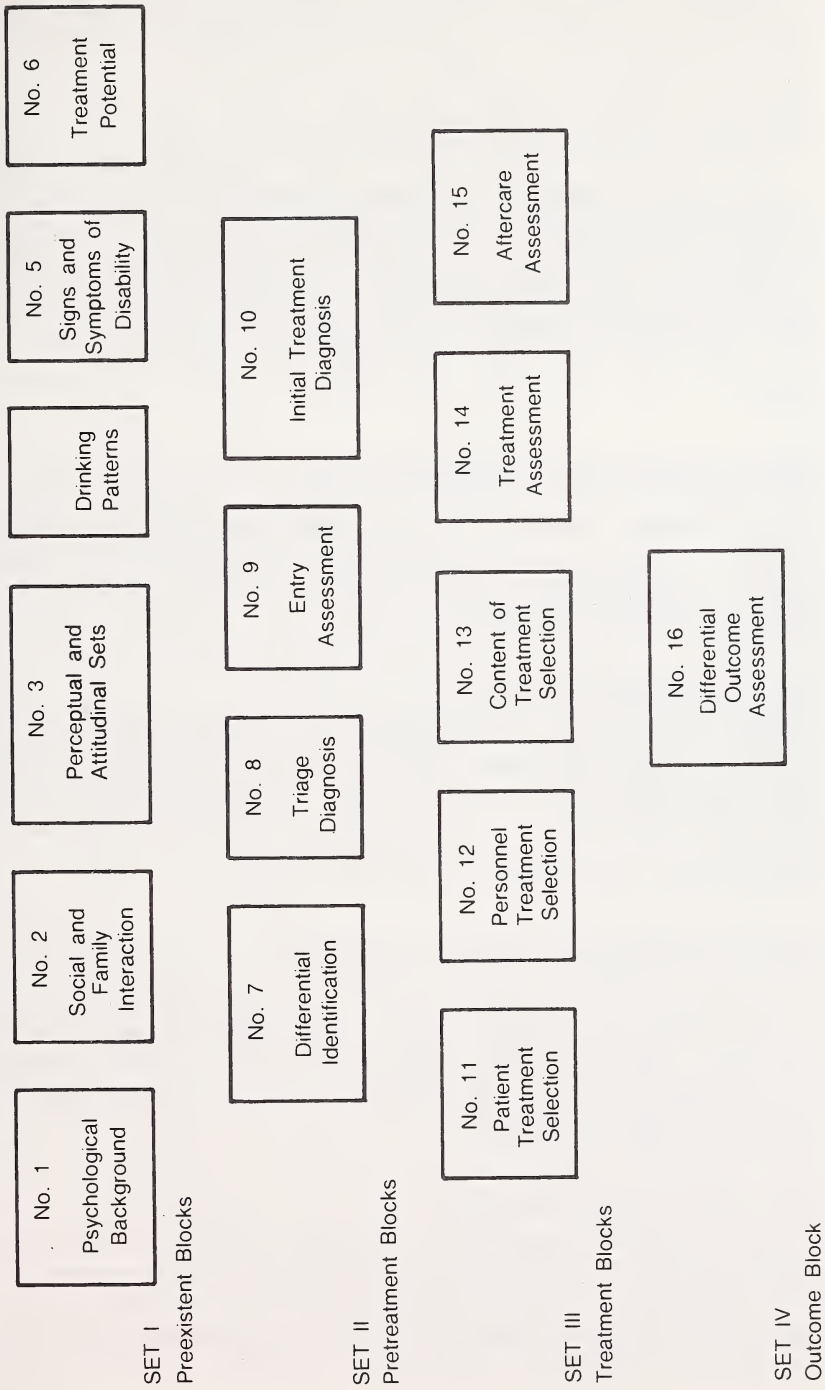 SET I
Preexistent Blocks
No. 1
Psychological
Background
No. 2
Social and
Family
Interaction
No. 3
Perceptual and
Attitudinal Sets
Drinking
Patterns
No. 5
Signs and
Symptoms of
Disability
No. 6
Treatment
Potential
SET II
Pretreatment Blocks
No. 7
Differential
Identification
No. 8
Triage
Diagnosis
No. 9
Entry
Assessment
No. 10
Initial Treatment
Diagnosis
SET III
Treatment Blocks
No. 11
Patient
Treatment
Selection
No. 12
Personnel
Treatment
Selection
No. 13
Content of
Treatment
Selection
No. 14
Treatment
Assessment
No. 15
Aftercare
Assessment
SET IV
Outcome Block
No. 16
Differential
Outcome
Assessment